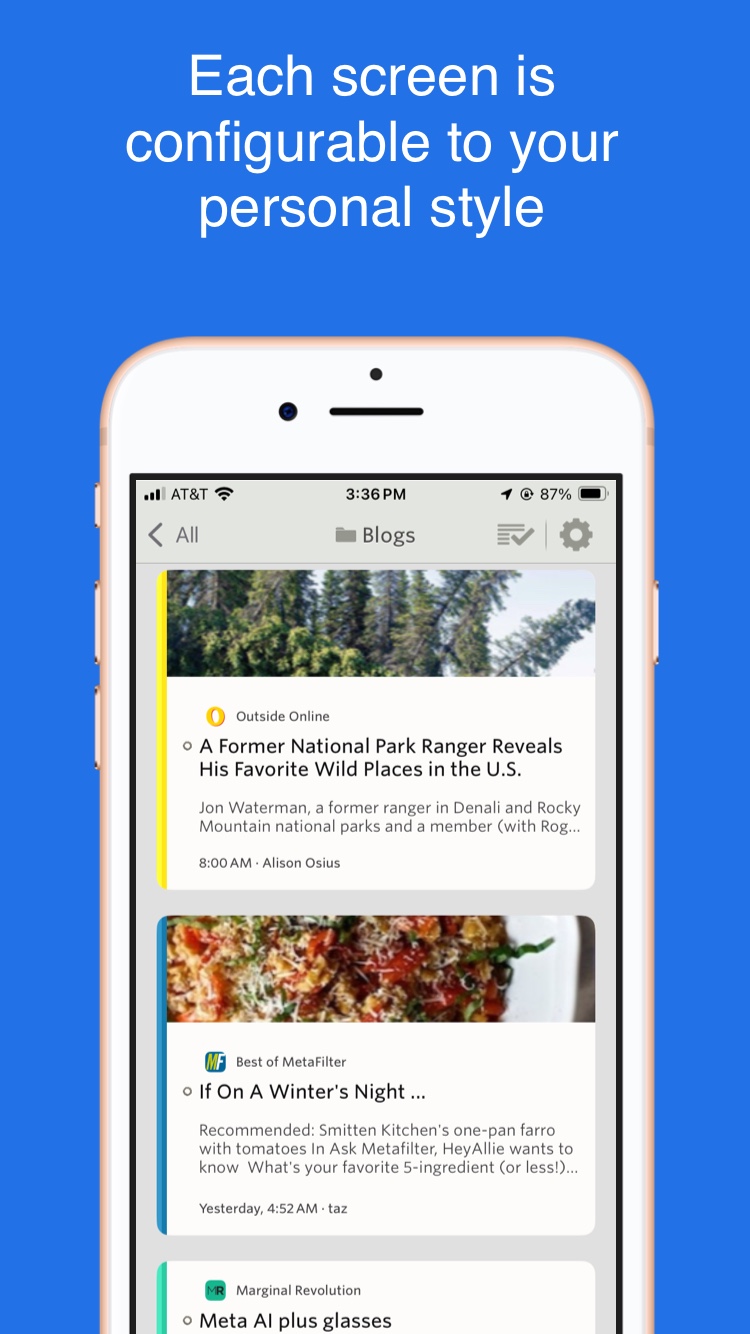 Each screen is
configurable to your
personal style
AT&T 3:36 PM 87%
All Blogs
Outside Online
A Former National Park Ranger Reveals
His Favorite Wild Places in the U.S.
Jon Waterman, a former ranger in Denali and Rocky
Mountain national parks and a member (with Rog...
8:00 AM · Alison Osius
MF Best of MetaFilter
If On A Winter's Night ...
Recommended: Smitten Kitchen's one-pan farro
with tomatoes In Ask Metafilter, HeyAllie wants to
know What's your favorite 5-ingredient (or less!)...
Yesterday, 4:52 AM · taz
MR Marginal Revolution
Meta AI plus glasses